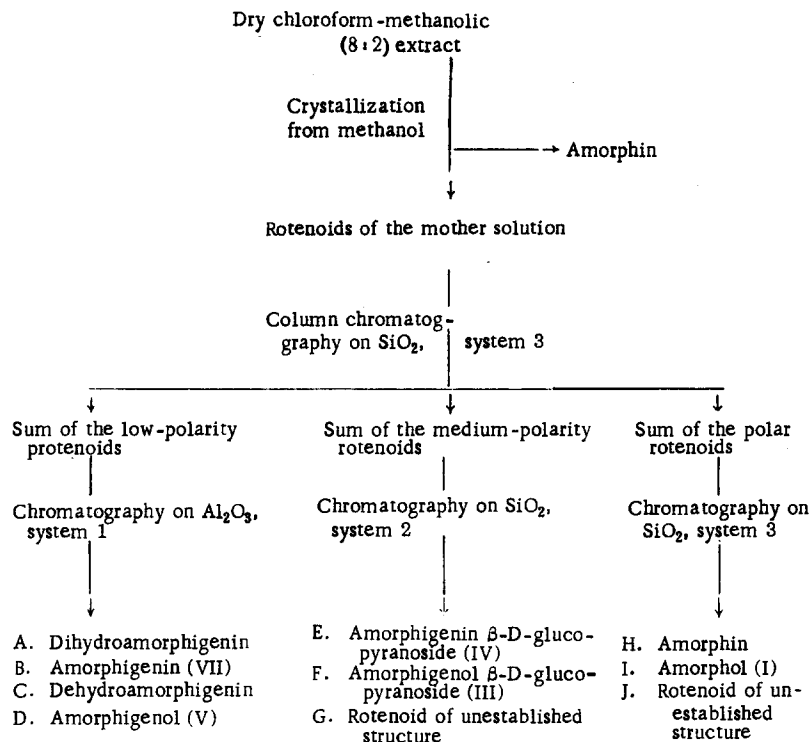 Dry chloroform-methanolic
(8:2) extract
Crystallization
from methanol
Amorphin
Rotenoids of the mother solution
Column chromatog-
graphy on SiO₂, system 3
Sum of the low-polarity
protenoids
Sum of the medium-polarity
rotenoids
Sum of the polar
rotenoids
Chromatography on Al₂O₃,
system 1
Chromatography on SiO₂,
system 2
Chromatography on
SiO₂, system 3
A. Dihydroamorphigenin
B. Amorphigenin (VII)
C. Dehydroamorphigenin
D. Amorphigenol (V)
E. Amorphigenin β-D-gluco-
pyranoside (IV)
F. Amorphigenol β-D-gluco-
pyranoside (III)
G. Rotenoid of unestablished
structure
H. Amorphin
I. Amorphol (I)
J. Rotenoid of un-
established
structure